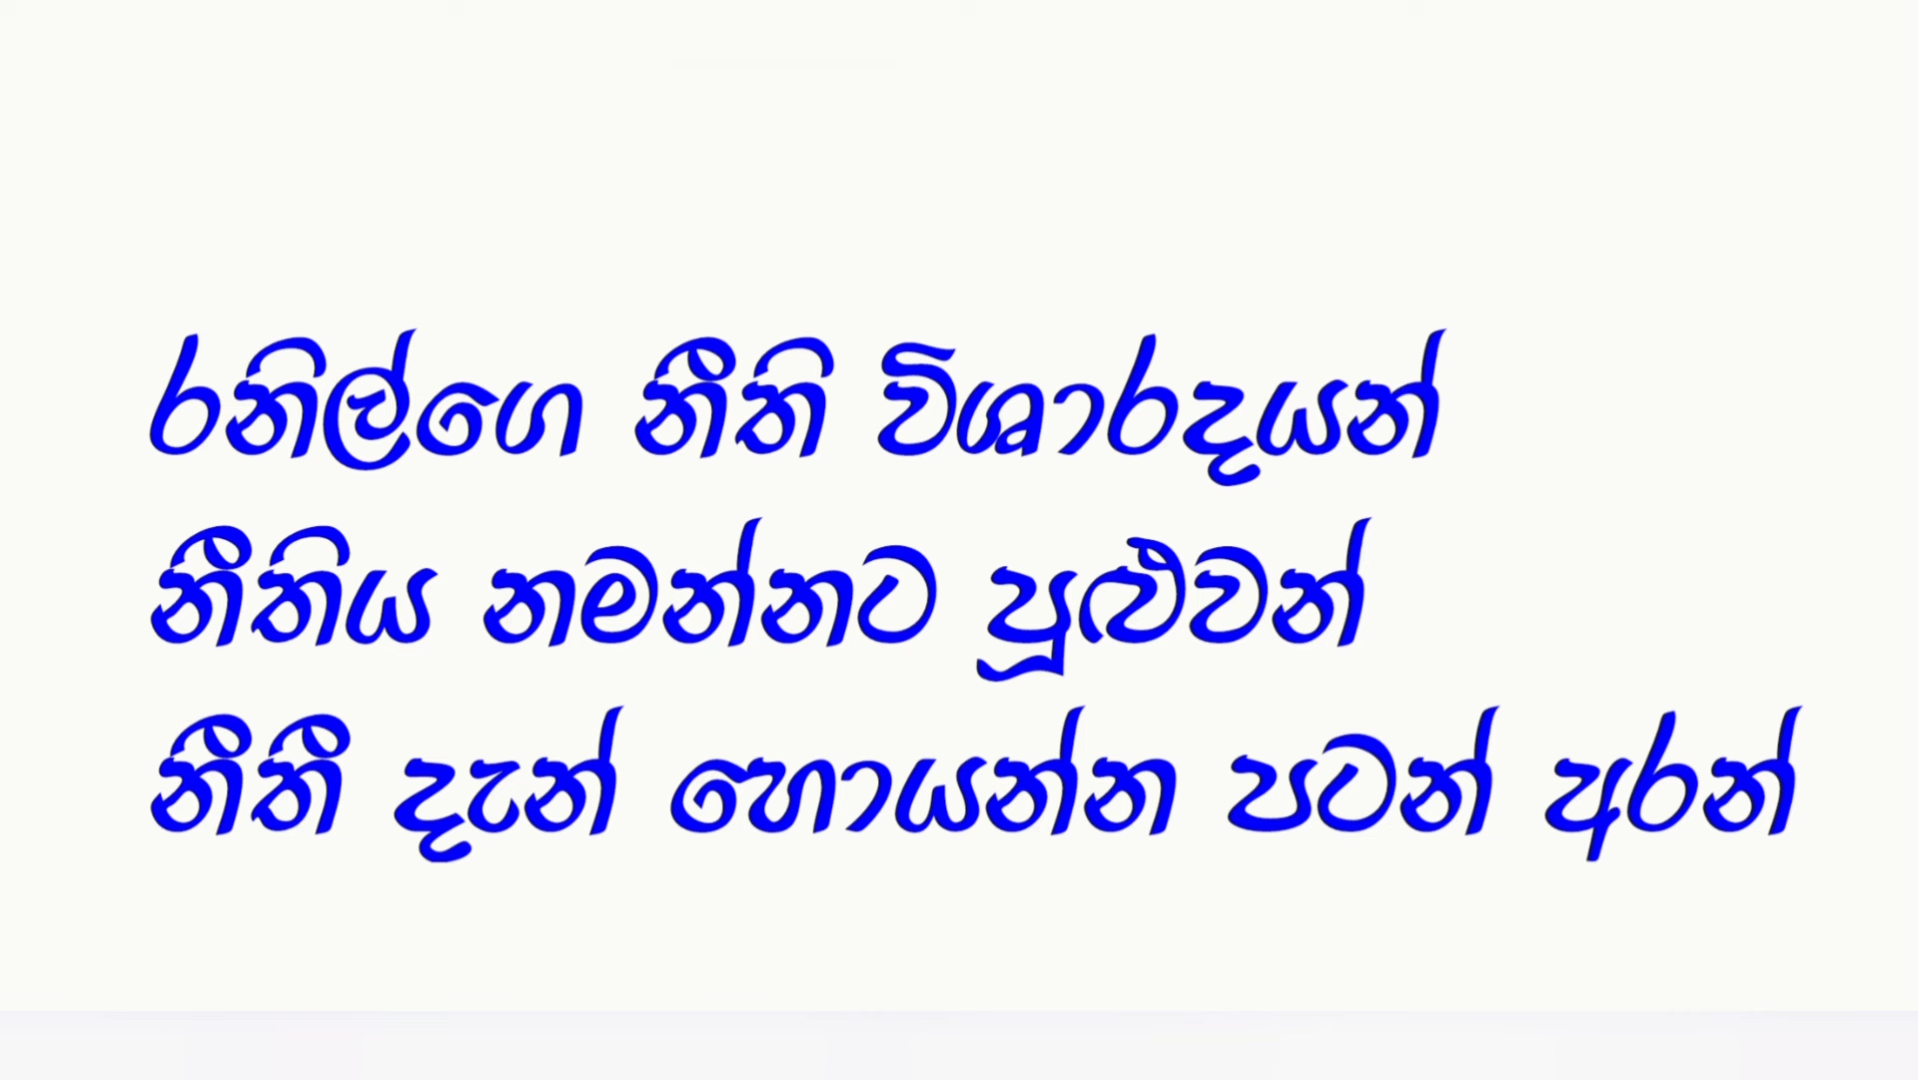 රනිල්ගෙ නීති විශාරදයන්
නීතිය නමන්නට පූළුවන්
නීතී දැන් හොයන්න පටන් අරන්